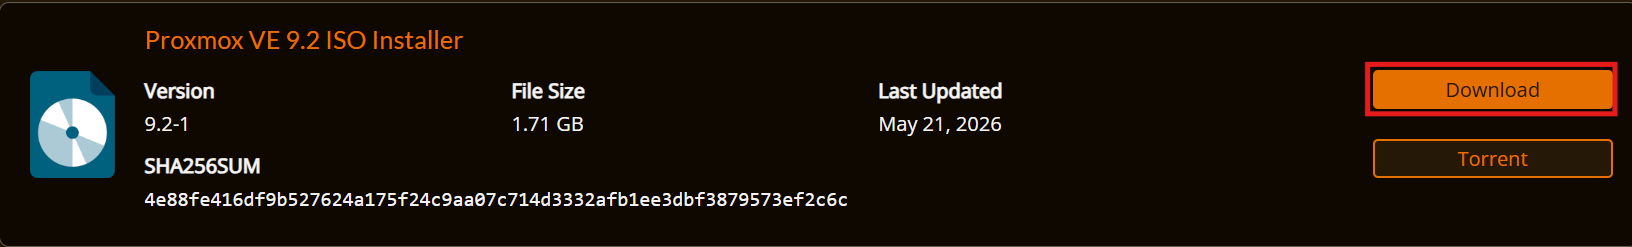 Proxmox VE 9.2 ISO Installer
Version
File Size
Last Updated
Download
9.2-1
1.71 GB
May 21, 2026
Torrent
SHA256SUM
4e88fe416df9b527624a175f24c9aa07c714d3332afb1ee3dbf3879573ef2c6c